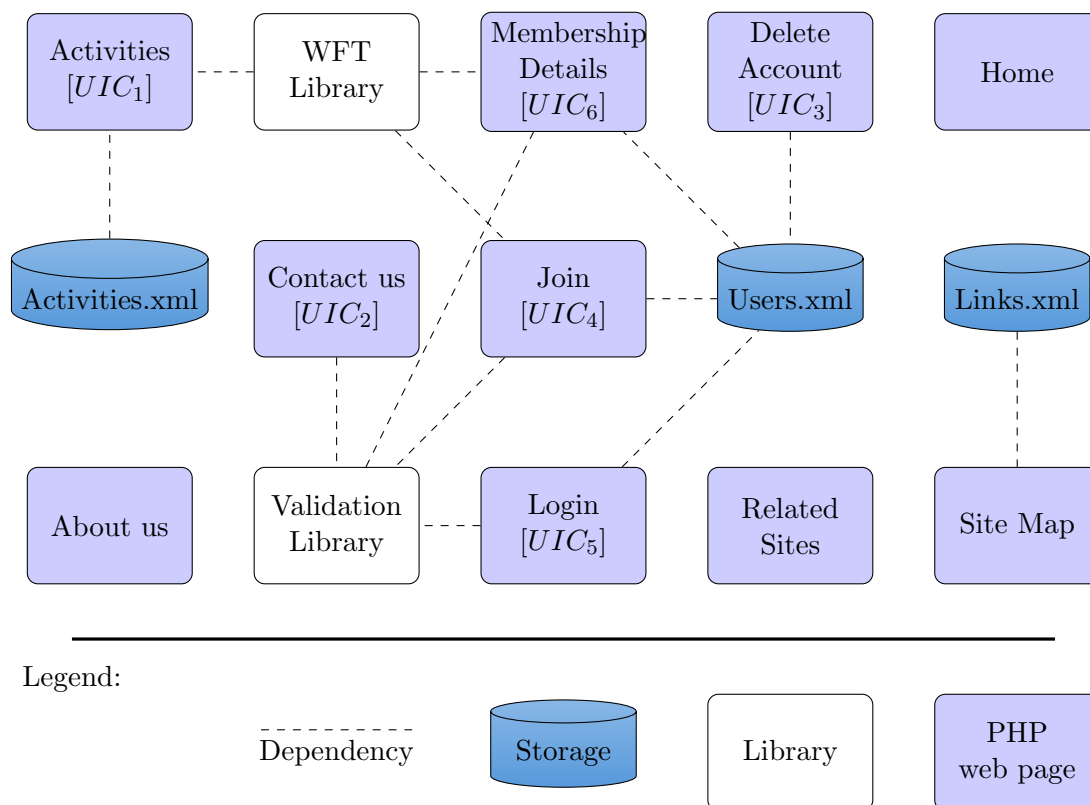 Activities
[UIC₁]
WFT
Library
Membership
Details
[UIC₆]
Delete
Account
[UIC₃]
Home
Activities.xml
Contact us
[UIC₂]
Join
[UIC₄]
Users.xml
Links.xml
About us
Validation
Library
Login
[UIC₅]
Related
Sites
Site Map
Legend:
Dependency
Storage
Library
PHP
web page